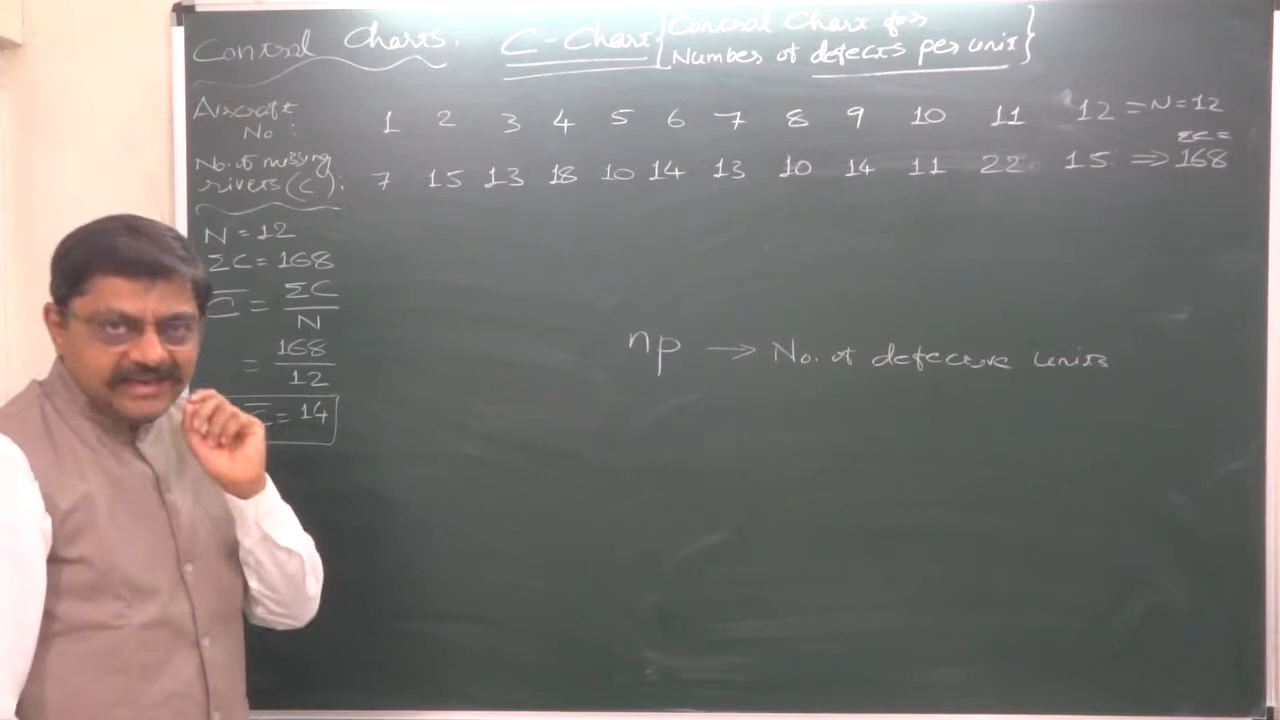 Control Charts. C-Chart {Control Chart for
Number of defects per unit}
Aircraft
No. : 1 2 3 4 5 6 7 8 9 10 11 12 = N = 12
No. of missing
rivers (C) : 7 15 13 18 10 14 13 10 14 11 22 15 ⇒ ΣC = 168
N = 12
ΣC = 168
C̅ = ΣC / N
= 168 / 12
C̅ = 14
np → No. of defective units